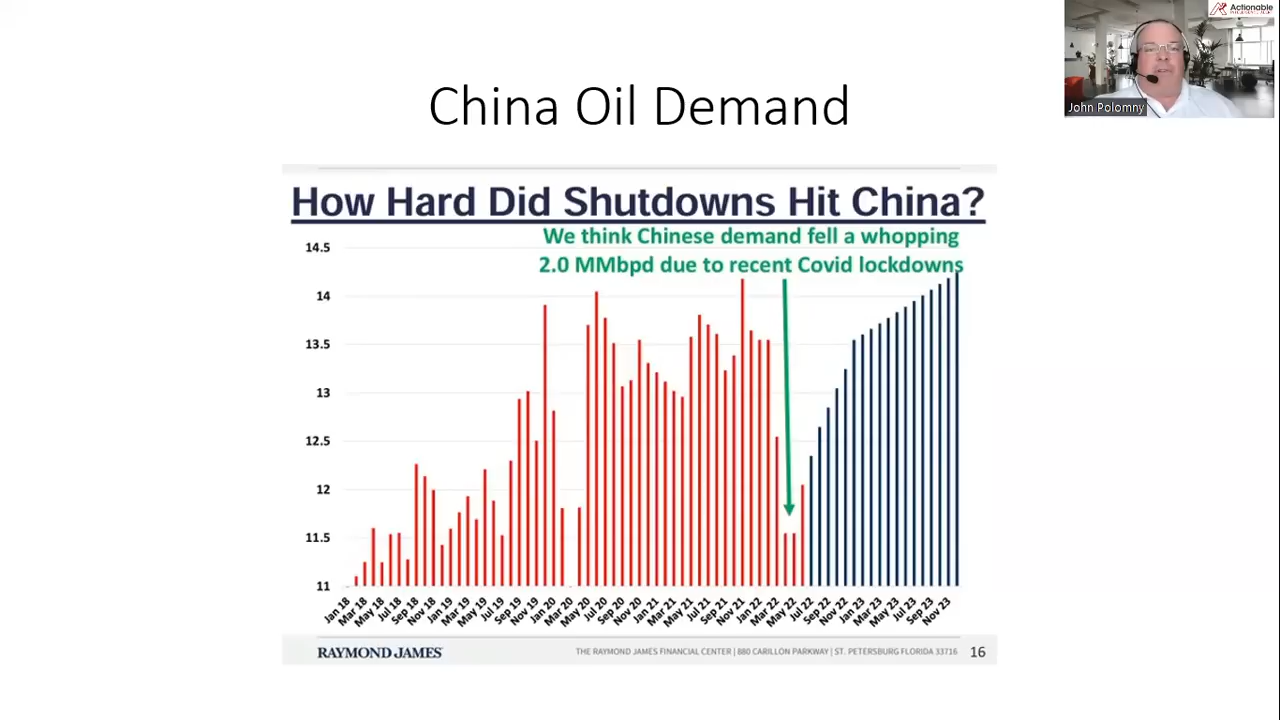 Actionable
John Polomny
China Oil Demand
How Hard Did Shutdowns Hit China?
We think Chinese demand fell a whopping
2.0 MMbpd due to recent Covid lockdowns
14.5
14
13.5
13
12.5
12
11.5
11
Jan 18
Mar 18
May 18
Jul 18
Sep 18
Nov 18
Jan 19
Mar 19
May 19
Jul 19
Sep 19
Nov 19
Jan 20
Mar 20
May 20
Jul 20
Sep 20
Nov 20
Jan 21
Mar 21
May 21
Jul 21
Sep 21
Nov 21
Jan 22
Mar 22
May 22
Jul 22
Sep 22
Nov 22
Jan 23
Mar 23
May 23
Jul 23
Sep 23
Nov 23
RAYMOND JAMES
THE RAYMOND JAMES FINANCIAL CENTER | 880 CARILLON PARKWAY | ST. PETERSBURG FLORIDA 33716
16